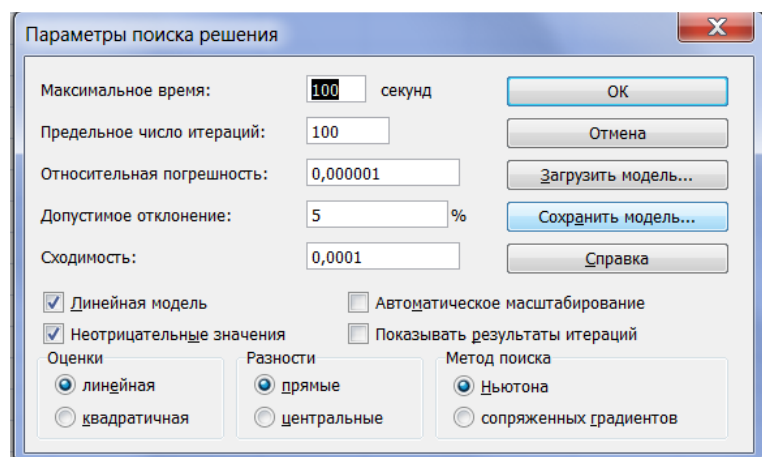 Параметры поиска решения
X
Максимальное время: 100 секунд OK
Предельное число итераций: 100 Отмена
Относительная погрешность: 0,000001 Загрузить модель...
Допустимое отклонение: 5 % Сохранить модель...
Сходимость: 0,0001 Справка
Линейная модель Автоматическое масштабирование
Неотрицательные значения Показывать результаты итераций
Оценки Разности Метод поиска
линейная прямые Ньютона
квадратичная центральные сопряженных градиентов